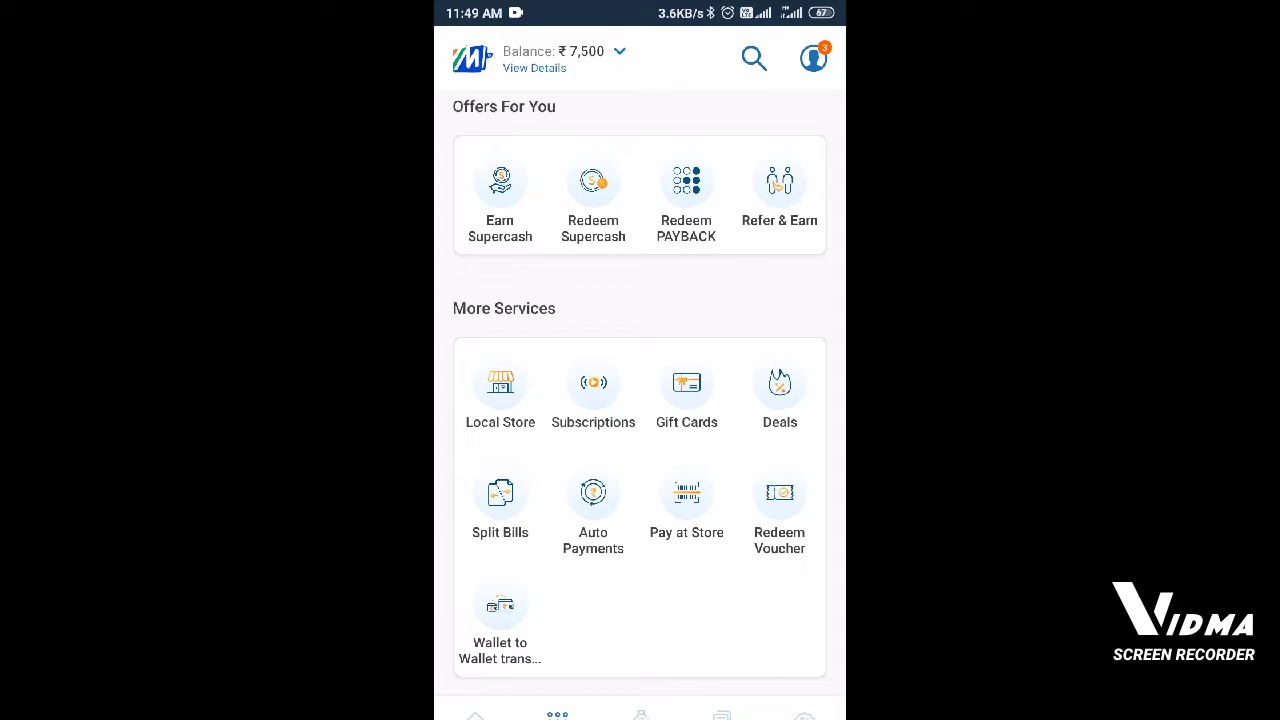 11:49 AM 3.6KB/s 67
Balance: ₹ 7,500
View Details
3
Offers For You
Earn Supercash
Redeem Supercash
Redeem PAYBACK
Refer & Earn
More Services
Local Store
Subscriptions
Gift Cards
Deals
Split Bills
Auto Payments
Pay at Store
Redeem Voucher
Wallet to Wallet trans...
VIDMA
SCREEN RECORDER